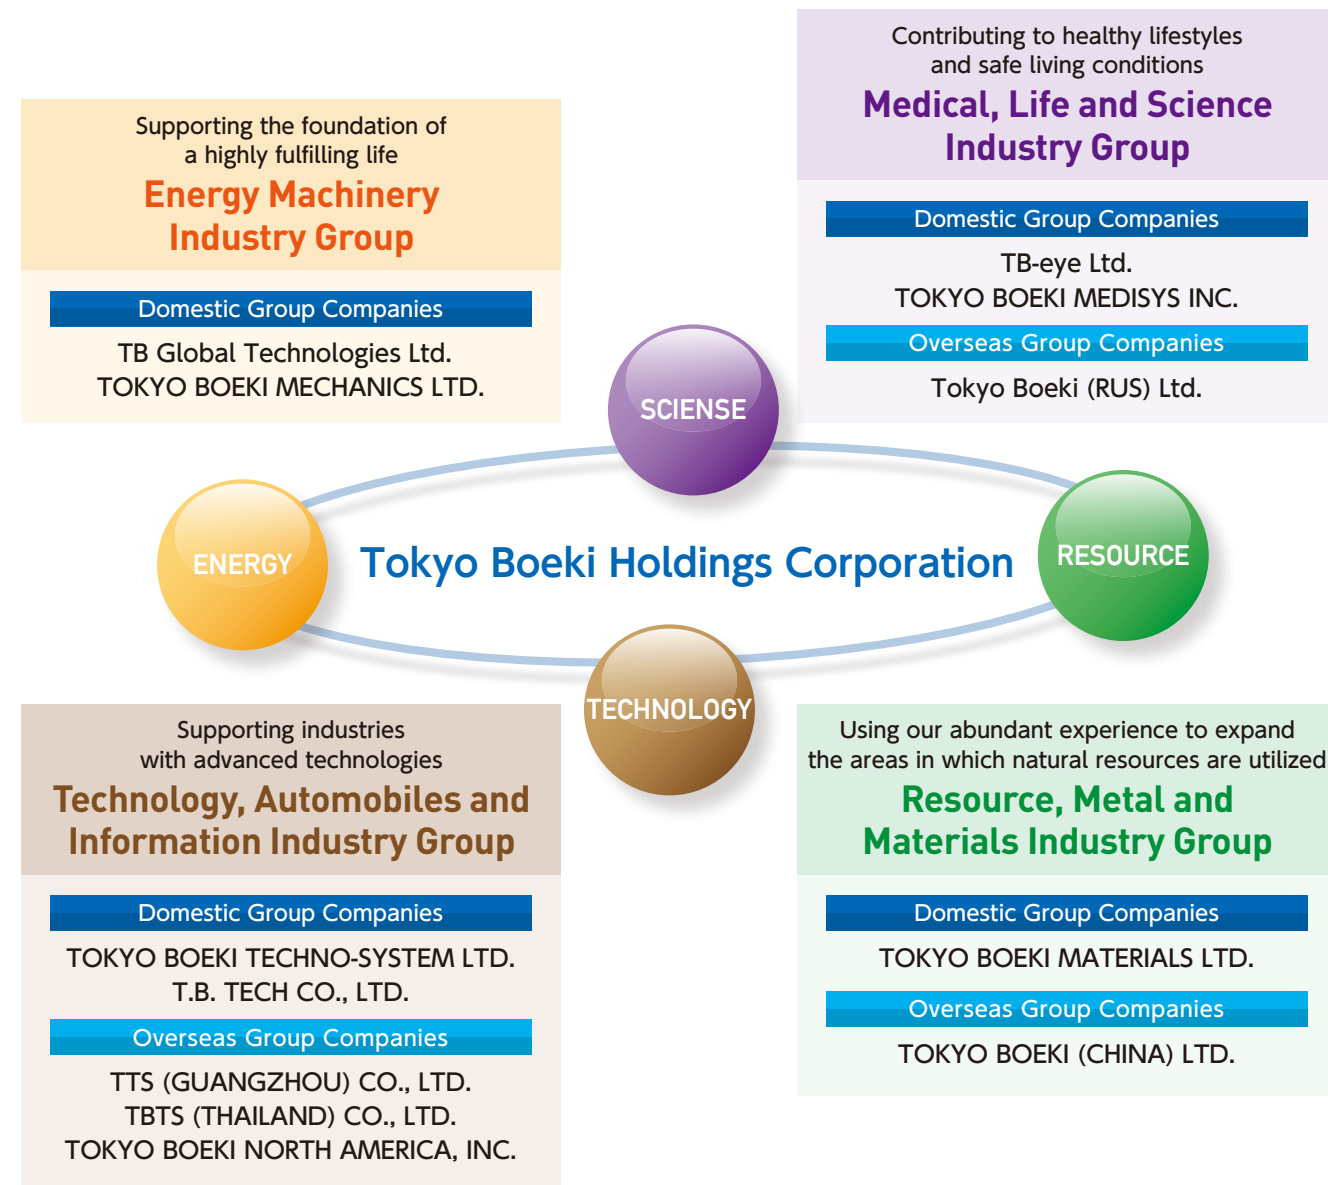 Contributing to healthy lifestyles
and safe living conditions
Medical, Life and Science
Industry Group
Domestic Group Companies
TB-eye Ltd.
TOKYO BOEKI MEDISYS INC.
Overseas Group Companies
Tokyo Boeki (RUS) Ltd.
Supporting the foundation of
a highly fulfilling life
Energy Machinery
Industry Group
Domestic Group Companies
TB Global Technologies Ltd.
TOKYO BOEKI MECHANICS LTD.
SCIENSE
ENERGY
Tokyo Boeki Holdings Corporation
RESOURCE
TECHNOLOGY
Supporting industries
with advanced technologies
Technology, Automobiles and
Information Industry Group
Domestic Group Companies
TOKYO BOEKI TECHNO-SYSTEM LTD.
T.B. TECH CO., LTD.
Overseas Group Companies
TTS (GUANGZHOU) CO., LTD.
TBTS (THAILAND) CO., LTD.
TOKYO BOEKI NORTH AMERICA, INC.
Using our abundant experience to expand
the areas in which natural resources are utilized
Resource, Metal and
Materials Industry Group
Domestic Group Companies
TOKYO BOEKI MATERIALS LTD.
Overseas Group Companies
TOKYO BOEKI (CHINA) LTD.